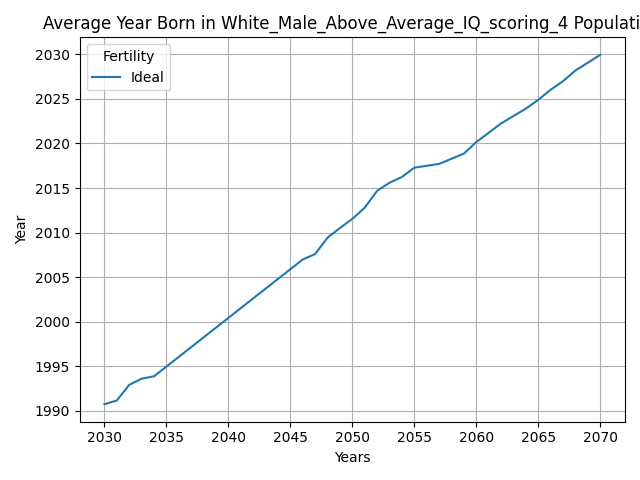 Average Year Born in White_Male_Above_Average_IQ_scoring_4 Populati
Fertility
Ideal
2030
2025
2020
2015
2010
2005
2000
1995
1990
Year
2030 2035 2040 2045 2050 2055 2060 2065 2070
Years